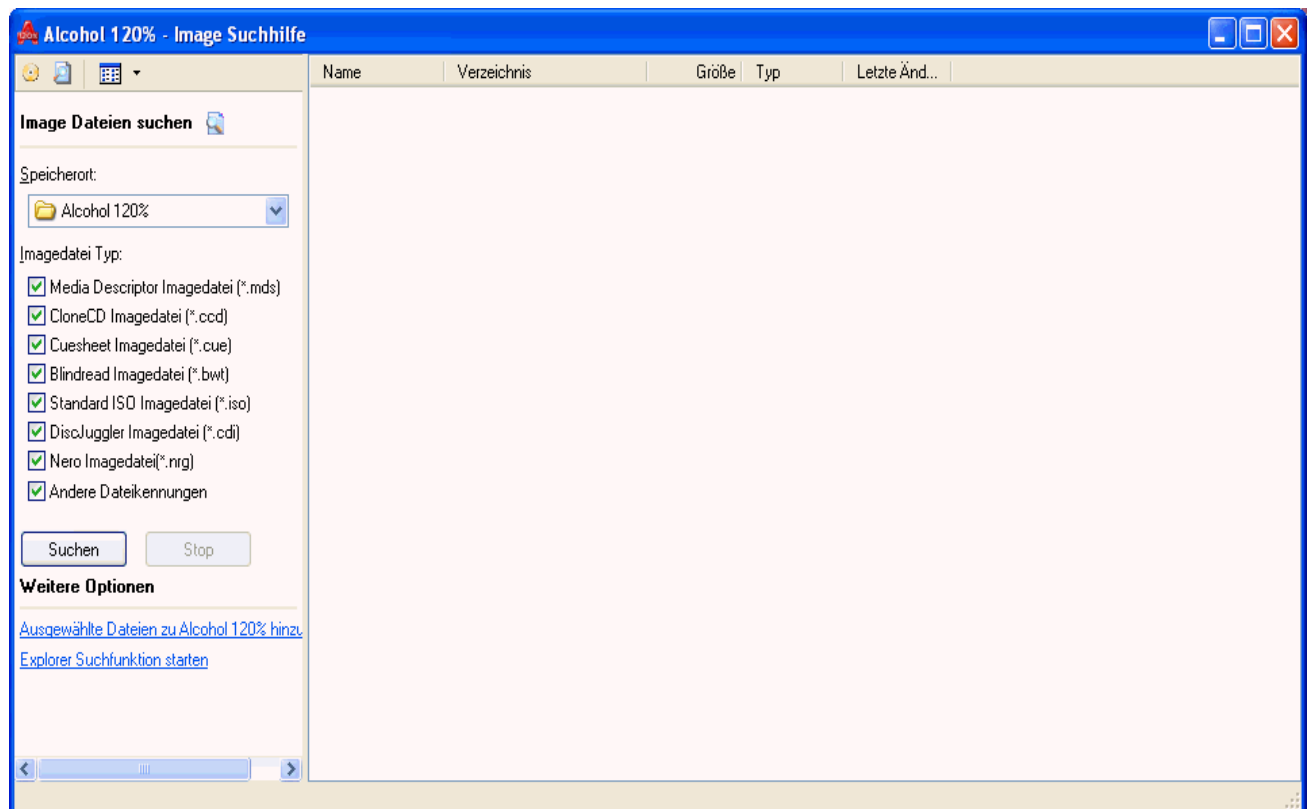 Alcohol 120% - Image Suchhilfe
Name Verzeichnis Größe Typ Letzte Änd...
Image Dateien suchen
Speicherort:
Alcohol 120%
Imagedatei Typ:
Media Descriptor Imagedatei (*.mds)
CloneCD Imagedatei (*.ccd)
Cuesheet Imagedatei (*.cue)
Blindread Imagedatei (*.bwt)
Standard ISO Imagedatei (*.iso)
DiscJuggler Imagedatei (*.cdi)
Nero Imagedatei(*.nrg)
Andere Dateikennungen
Suchen Stop
Weitere Optionen
Ausgewählte Dateien zu Alcohol 120% hinzu
Explorer Suchfunktion starten